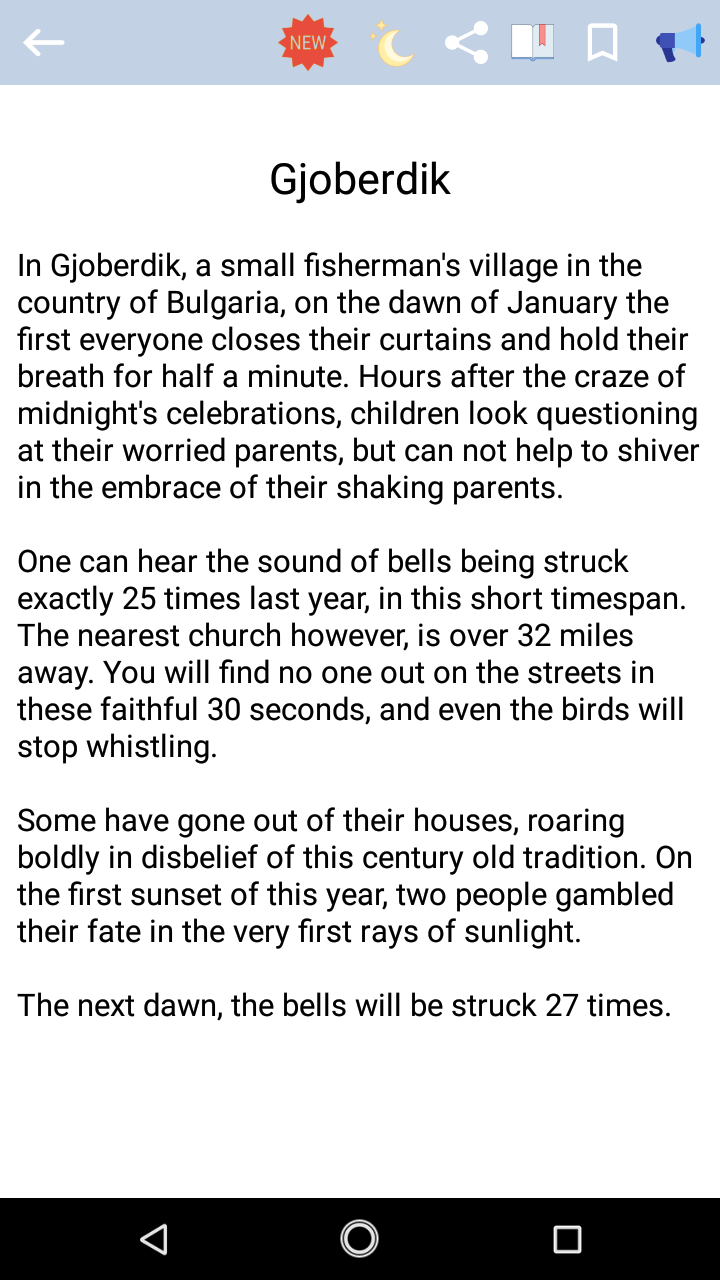 NEW
Gjoberdik
In Gjoberdik, a small fisherman's village in the
country of Bulgaria, on the dawn of January the
first everyone closes their curtains and hold their
breath for half a minute. Hours after the craze of
midnight's celebrations, children look questioning
at their worried parents, but can not help to shiver
in the embrace of their shaking parents.
One can hear the sound of bells being struck
exactly 25 times last year, in this short timespan.
The nearest church however, is over 32 miles
away. You will find no one out on the streets in
these faithful 30 seconds, and even the birds will
stop whistling.
Some have gone out of their houses, roaring
boldly in disbelief of this century old tradition. On
the first sunset of this year, two people gambled
their fate in the very first rays of sunlight.
The next dawn, the bells will be struck 27 times.